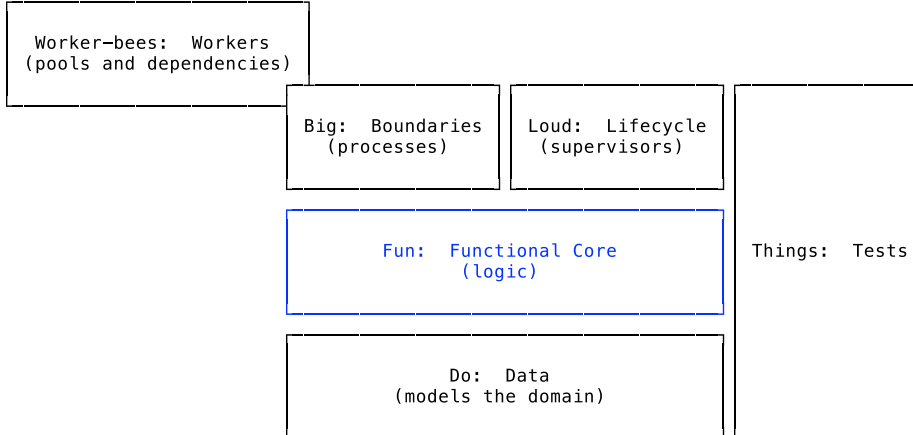 Worker-bees:  Workers
(pools and dependencies)
Big:  Boundaries
(processes)
Loud:  Lifecycle
(supervisors)
Fun:  Functional Core
(logic)
Things:  Tests
Do:  Data
(models the domain)